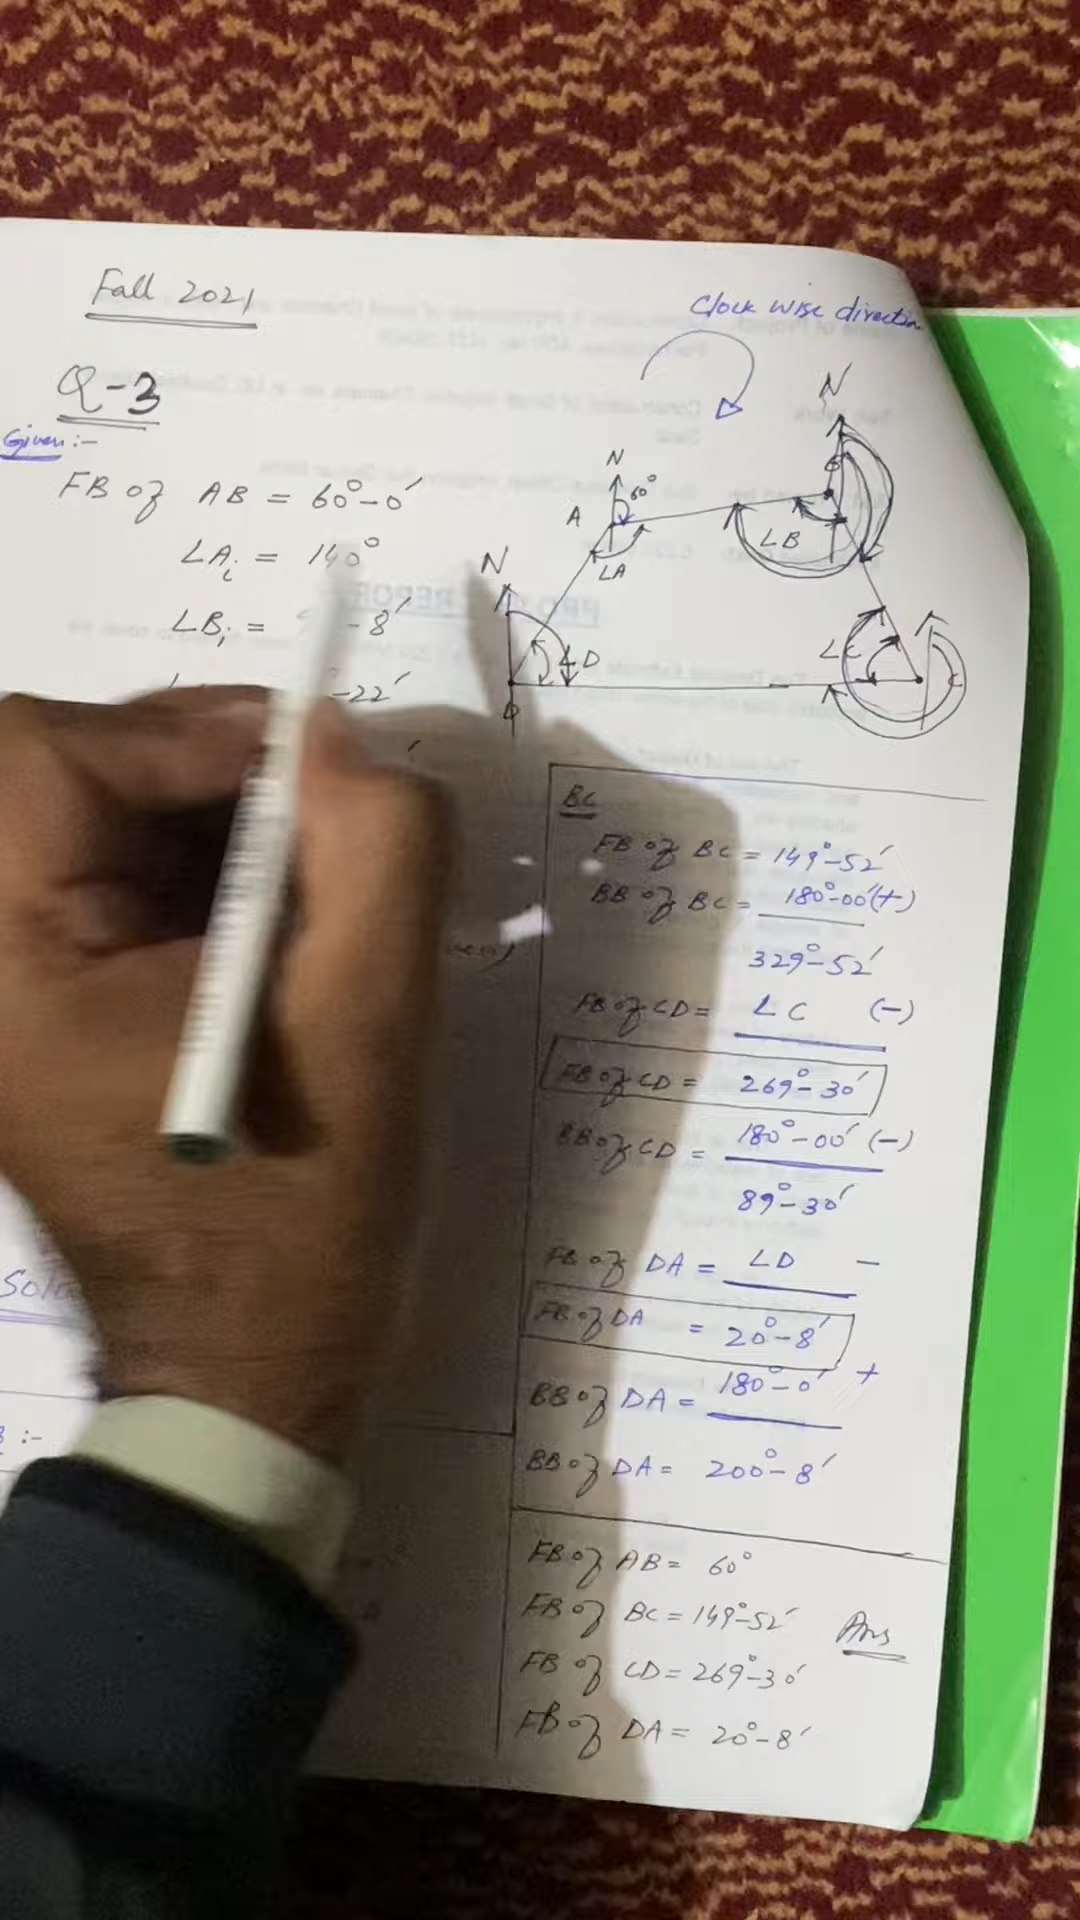 Fall 2021
Clock wise direction
Q-3
Given:-
FB of AB = 60°-0'
∠Ai = 140°
∠Bi = -8'
-22'
N
60°
A
∠A
N
B
∠B
N
∠D
D
∠C
C
BC
FB of BC = 149°-52'
BB of BC = 180°-00' (+)
329°-52'
FB of CD = ∠C (-)
FB of CD = 269°-30'
BB of CD = 180°-00' (-)
89°-30'
FB of DA = ∠D -
FB of DA = 20°-8'
BB of DA = 180°-0' +
BB of DA = 200°-8'
FB of AB = 60°
FB of BC = 149°-52'
Ans
FB of CD = 269°-30'
FB of DA = 20°-8'